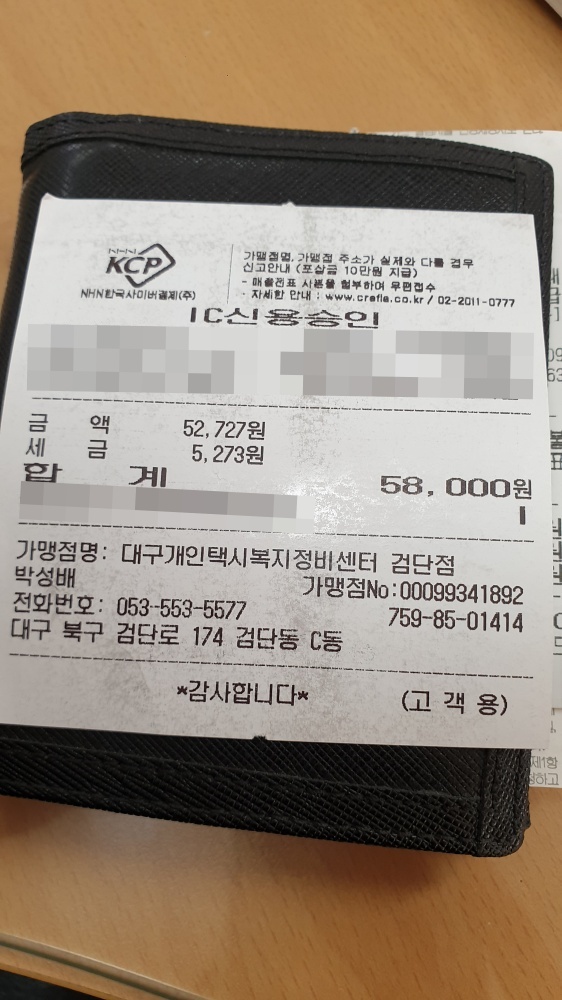 KCP
NHN한국사이버결제(주)
가맹점명, 가맹점 주소가 실제와 다를 경우
신고안내 (포상금 10만원 지급)
- 매출전표 사본을 첨부하여 우편접수
- 자세한 안내 : www.crefia.co.kr / 02-2011-0777
IC신용승인
금 액 52,727원
세 금 5,273원
합 계 58,000원
가맹점명: 대구개인택시복지정비센터 검단점
박성배 가맹점No:00099341892
전화번호: 053-553-5577 759-85-01414
대구 북구 검단로 174 검단동 C동
*감사합니다* (고 객 용)
제1항